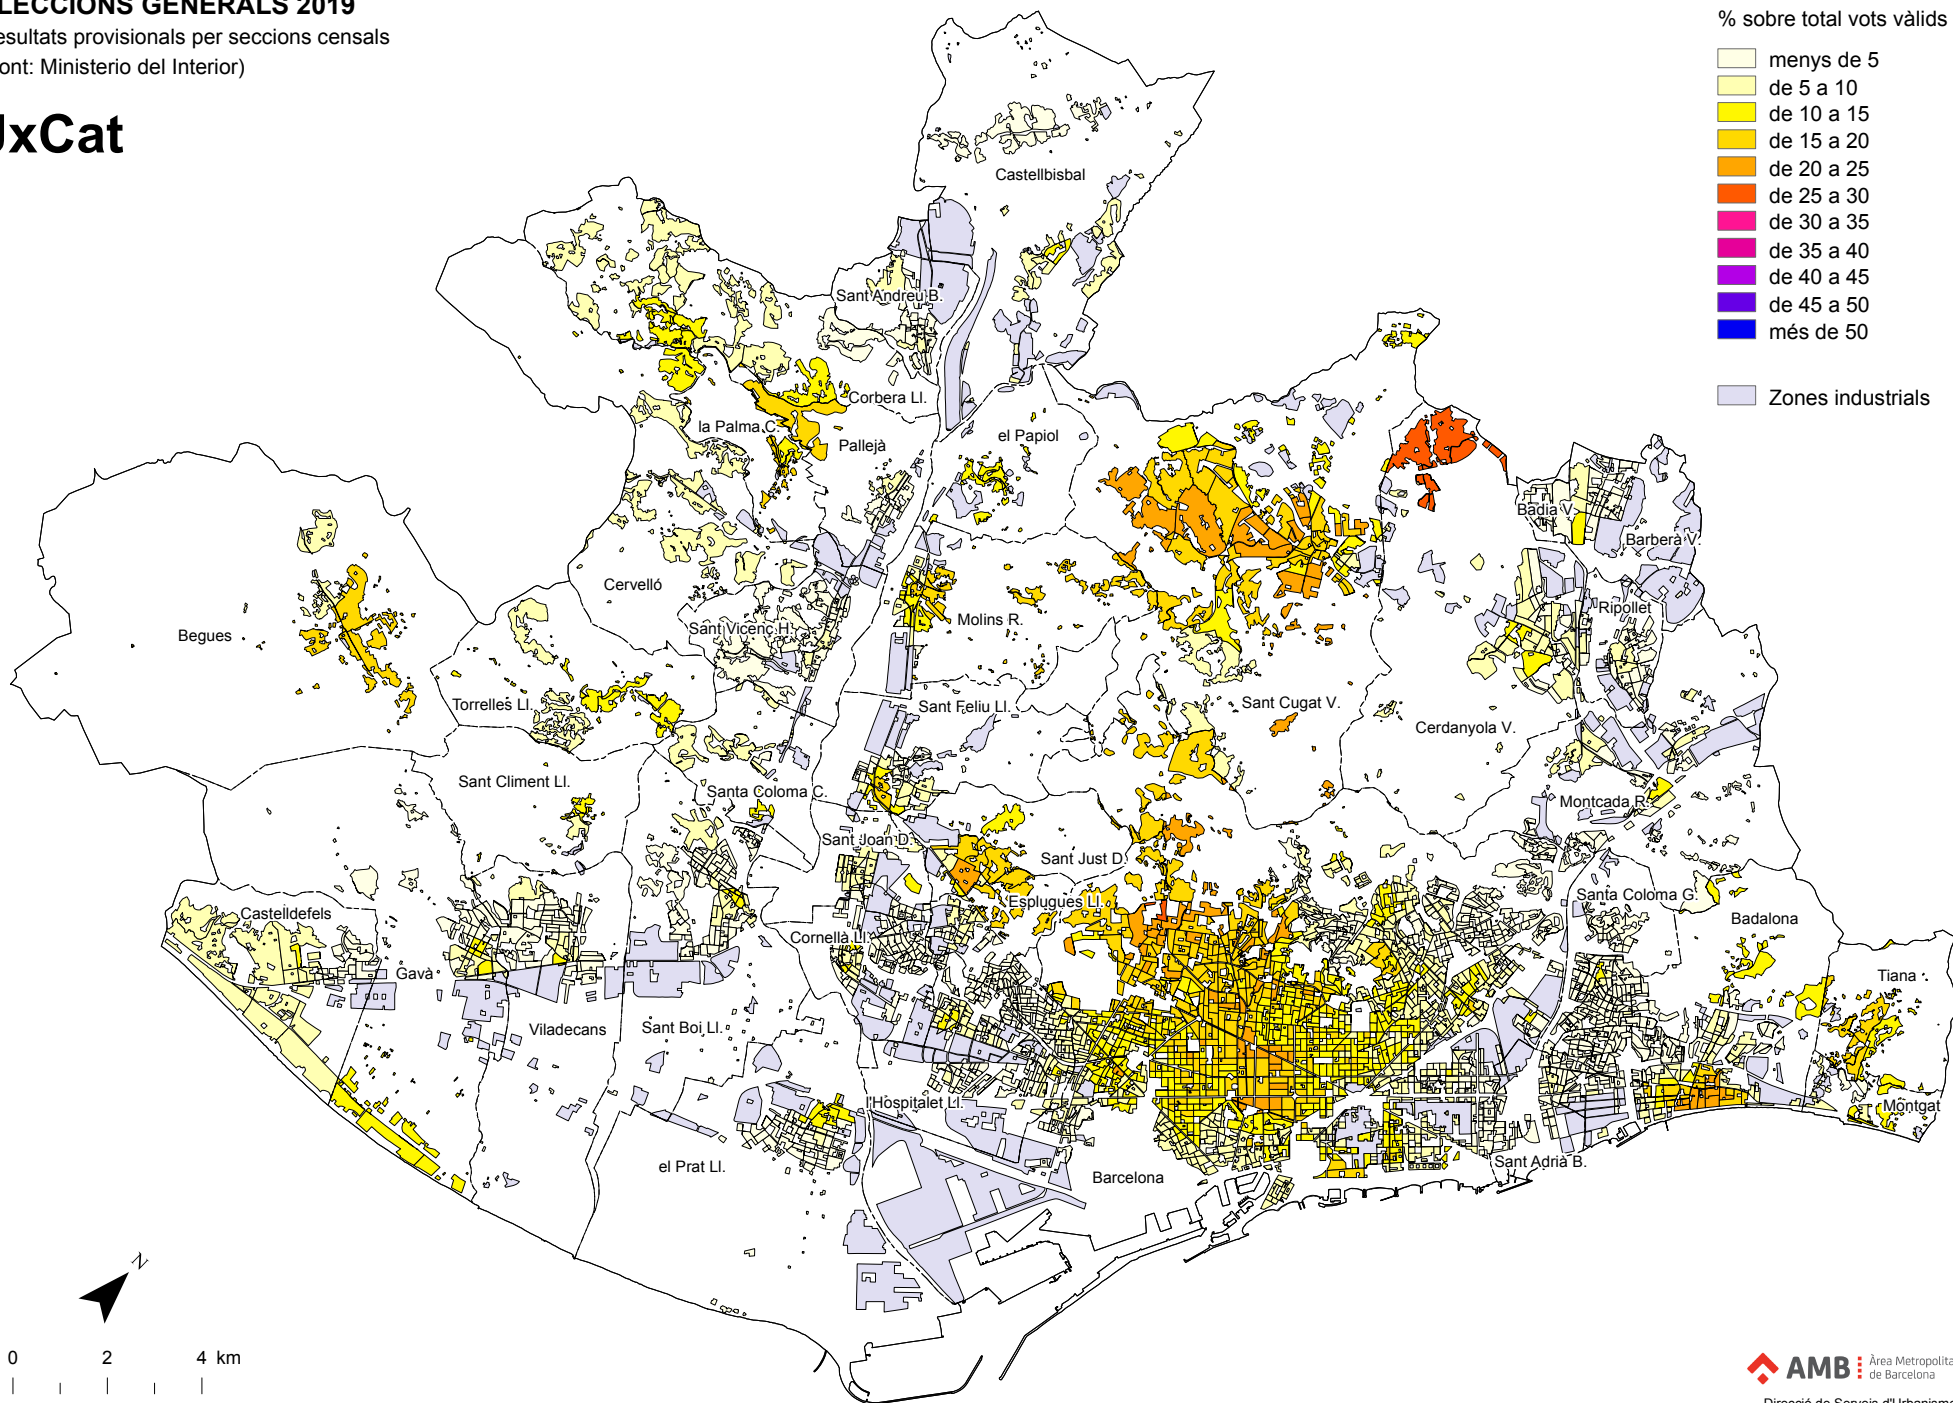 LECCIONS GENERALS 2019
esultats provisionals per seccions censals
ont: Ministerio del Interior)
JxCat
% sobre total vots vàlids
menys de 5
de 5 a 10
de 10 a 15
de 15 a 20
de 20 a 25
de 25 a 30
de 30 a 35
de 35 a 40
de 40 a 45
de 45 a 50
més de 50
Zones industrials
Castellbisbal
Sant Andreu B.
Corbera Ll.
la Palma C.
Pallejà
el Papiol
Badia V.
Barberà V.
Cervelló
Begues
Sant Vicenç H.
Molins R.
Ripollet
Torrelles Ll.
Sant Feliu Ll.
Sant Cugat V.
Cerdanyola V.
Sant Climent Ll.
Santa Coloma C.
Montcada R.
Sant Joan D.
Sant Just D.
Esplugues Ll.
Santa Coloma G.
Castelldefels
Badalona
Cornellà Ll.
Gavà
Tiana
Viladecans
Sant Boi Ll.
l'Hospitalet Ll.
Montgat
el Prat Ll.
Barcelona
Sant Adrià B.
N
0 2 4 km
AMB
Àrea Metropolita
de Barcelona
Direcció de Serveis d'Urbanisme